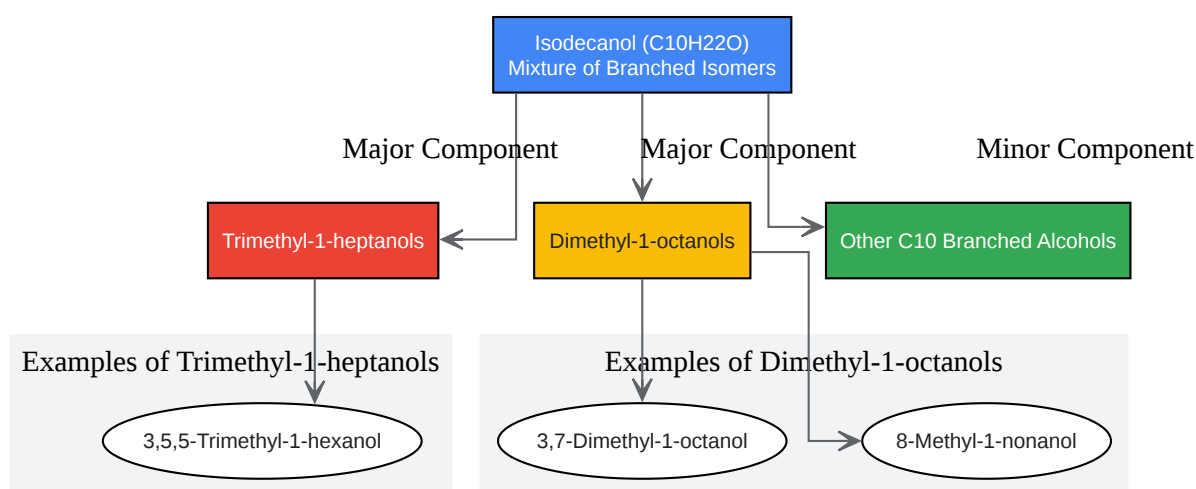 Isodecanol (C10H22O)
Mixture of Branched Isomers
Major Component
Major Component
Minor Component
Trimethyl-1-heptanols
Dimethyl-1-octanols
Other C10 Branched Alcohols
Examples of Trimethyl-1-heptanols
Examples of Dimethyl-1-octanols
3,5,5-Trimethyl-1-hexanol
3,7-Dimethyl-1-octanol
8-Methyl-1-nonanol